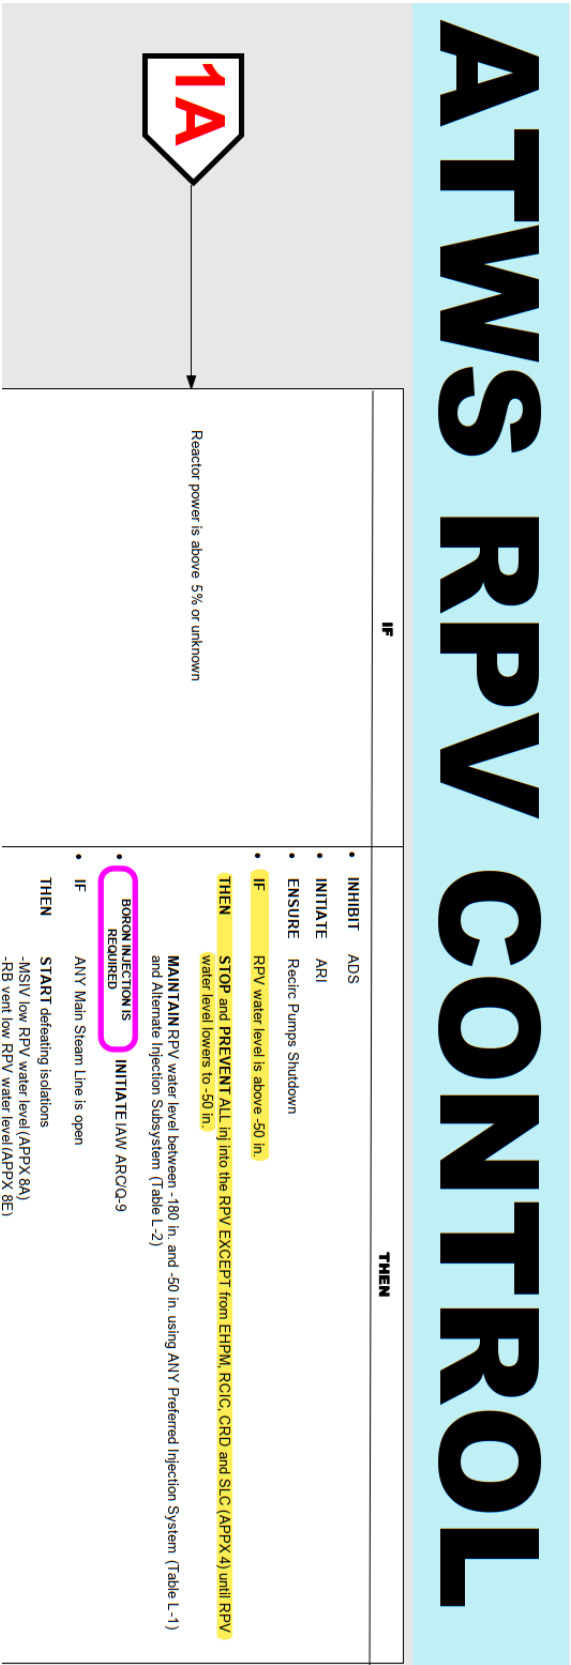 ATWS RPV CONTROL
1A
IF
THEN
Reactor power is above 5% or unknown
• INHIBIT ADS
• INITIATE ARI
• ENSURE Recirc Pumps Shutdown
• IF RPV water level is above -50 in.
THEN STOP and PREVENT ALL inj into the RPV EXCEPT from EHPM, RCIC, CRD and SLC (APPX 4) until RPV
water level lowers to -50 in.
MAINTAIN RPV water level between -180 in. and -50 in. using ANY Preferred Injection System (Table L-1)
and Alternate Injection Subsystem (Table L-2)
• BORON INJECTION IS
REQUIRED
INITIATE IAW ARC/Q-9
• IF ANY Main Steam Line is open
THEN START defeating isolations
-MSIV low RPV water level (APPX 8A)
-RB vent low RPV water level (APPX 8E)